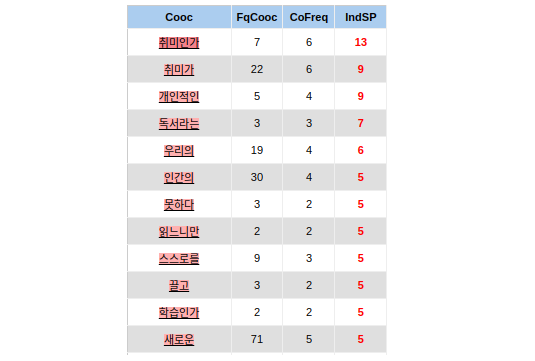 Cooc FqCooc CoFreq IndSP
취미인가 7 6 13
취미가 22 6 9
개인적인 5 4 9
독서라는 3 3 7
우리의 19 4 6
인간의 30 4 5
못하다 3 2 5
읽느니만 2 2 5
스스로를 9 3 5
끌고 3 2 5
학습인가 2 2 5
새로운 71 5 5